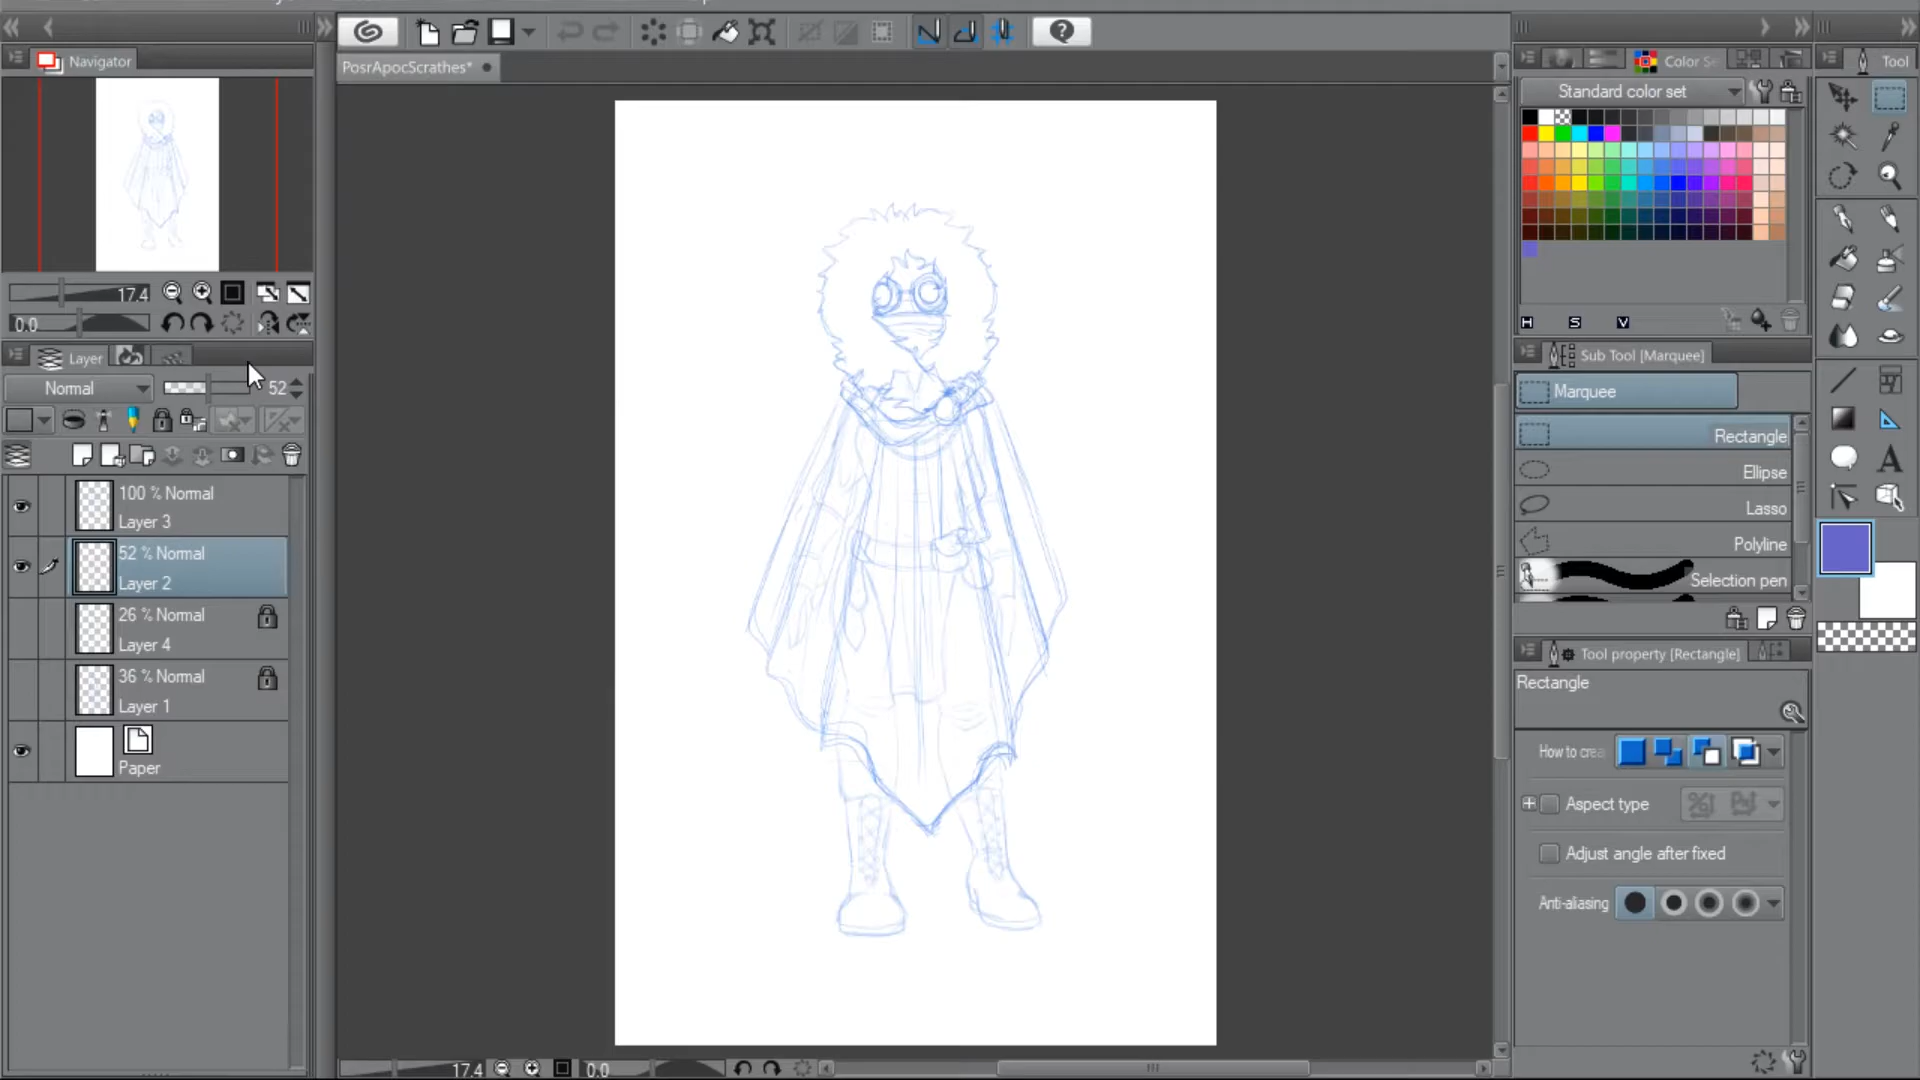 Navigator
PosrApocScrathes*
Color Se
Tool
Standard color set
17.4
0.0
H S V
Layer
Sub Tool [Marquee]
Normal 52
Marquee
Rectangle
Ellipse
Lasso
Polyline
Selection pen
100 % Normal
Layer 3
52 % Normal
Layer 2
26 % Normal
Layer 4
36 % Normal
Layer 1
Paper
Tool property [Rectangle]
Rectangle
How to crea
Aspect type
Adjust angle after fixed
Anti-aliasing
17.4 0.0